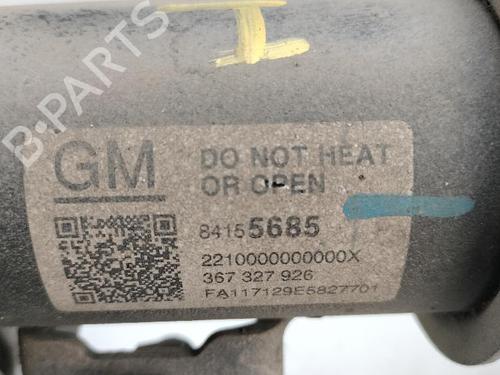 B-PARTS
I
GM
DO NOT HEAT
OR OPEN
84155685
2210000000000X
367 327 926
FA117129E5827701